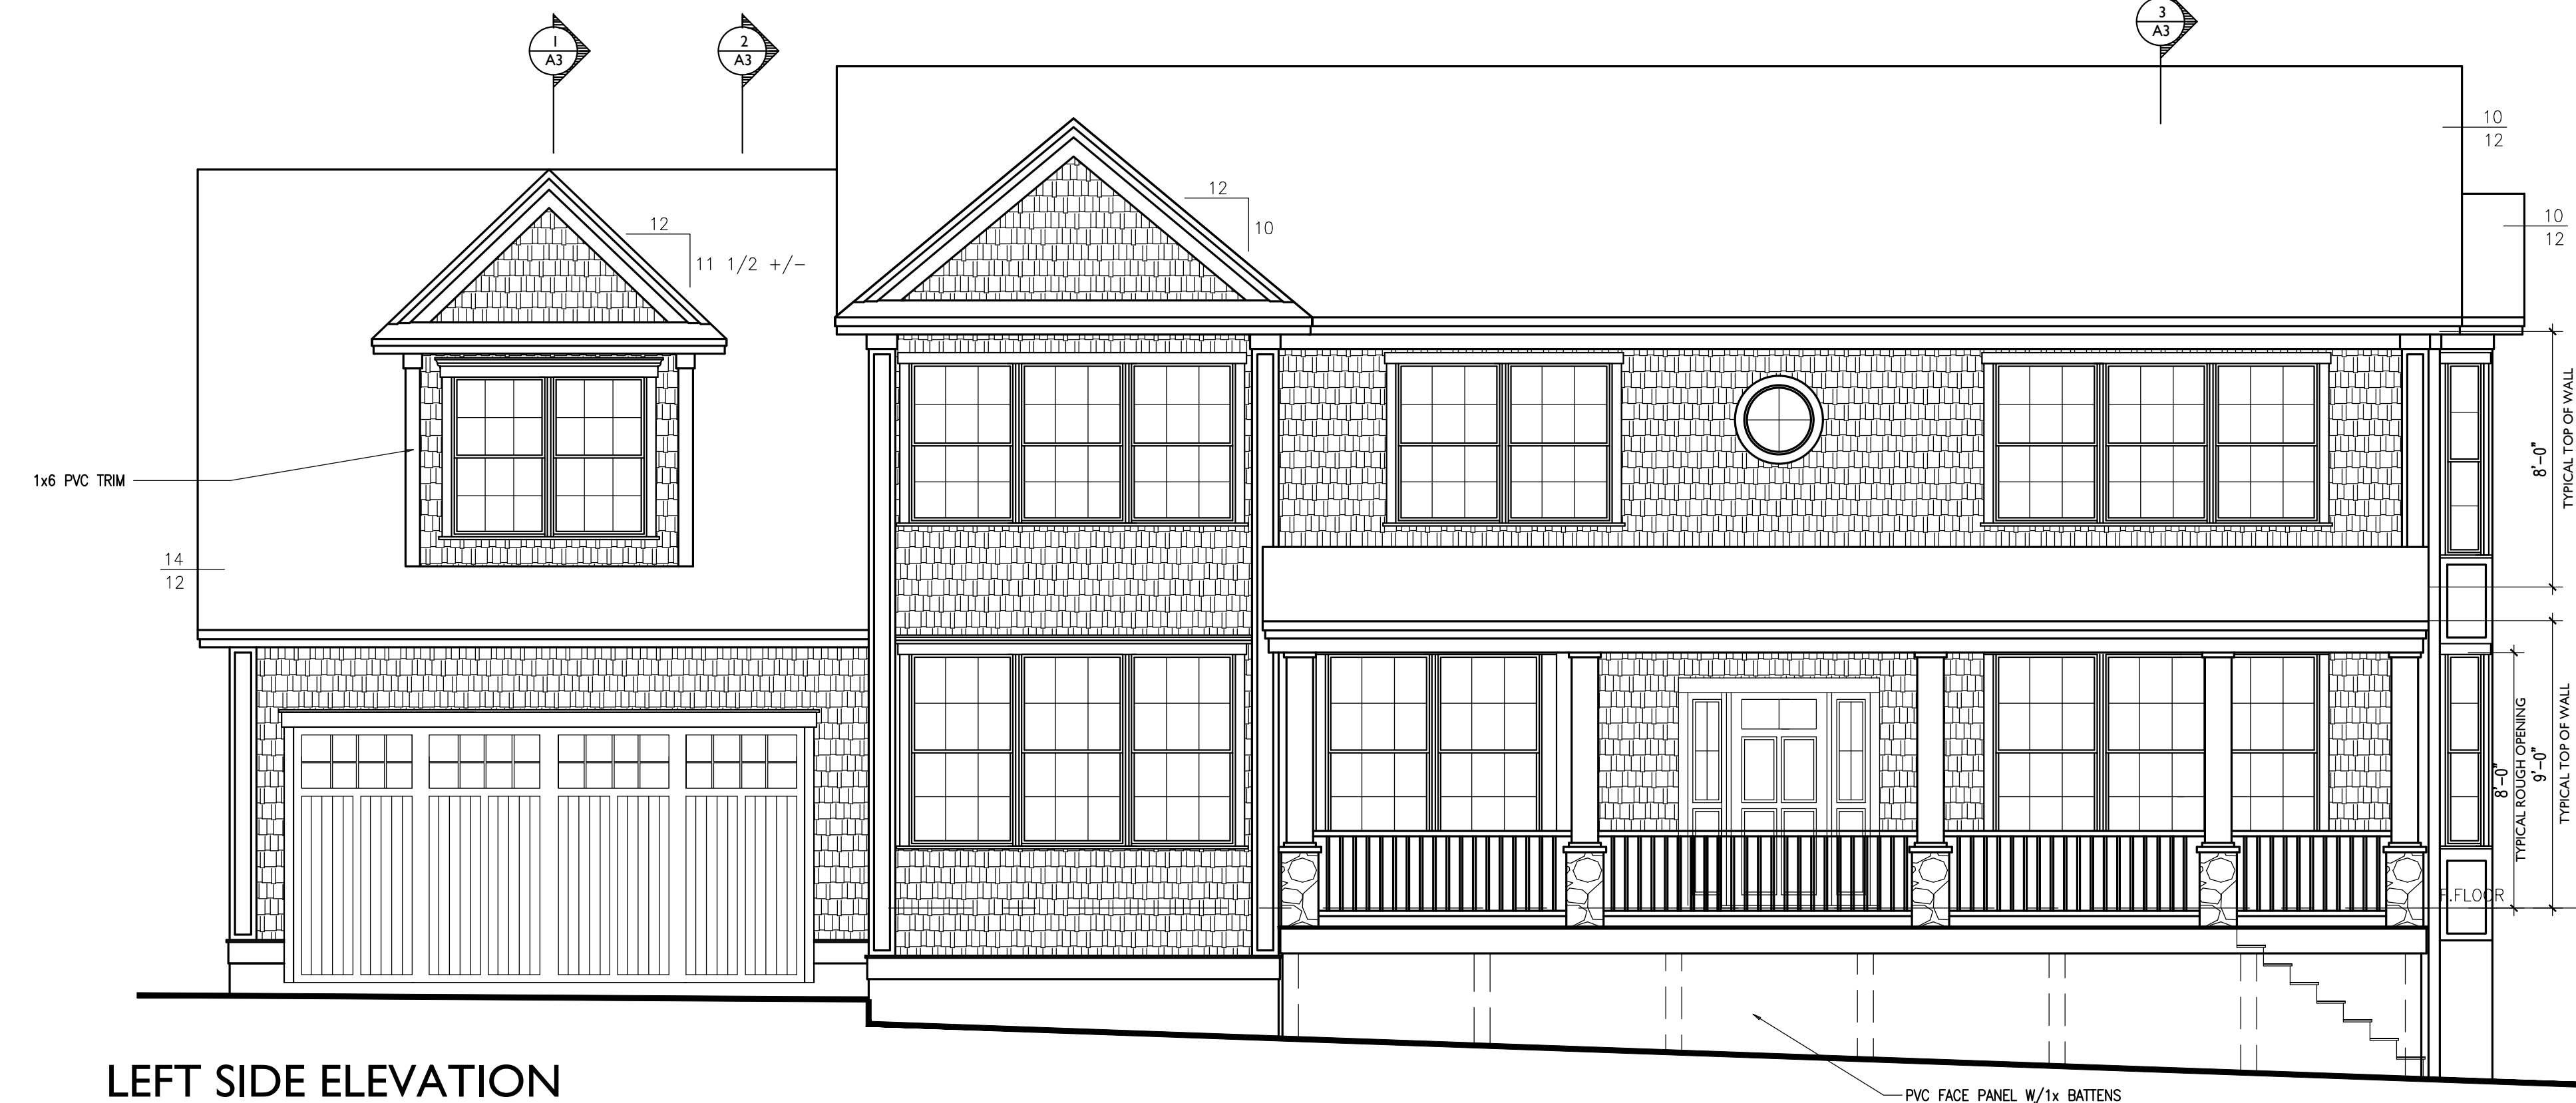 1
A3
2
A3
3
A3
10
12
10
12
12
10
12
11 1/2 +/-
1x6 PVC TRIM
14
12
8'-0"
TYPICAL TOP OF WALL
8'-0"
TYPICAL ROUGH OPENING
9'-0"
TYPICAL TOP OF WALL
F.FLOOR
LEFT SIDE ELEVATION
PVC FACE PANEL W/1x BATTENS